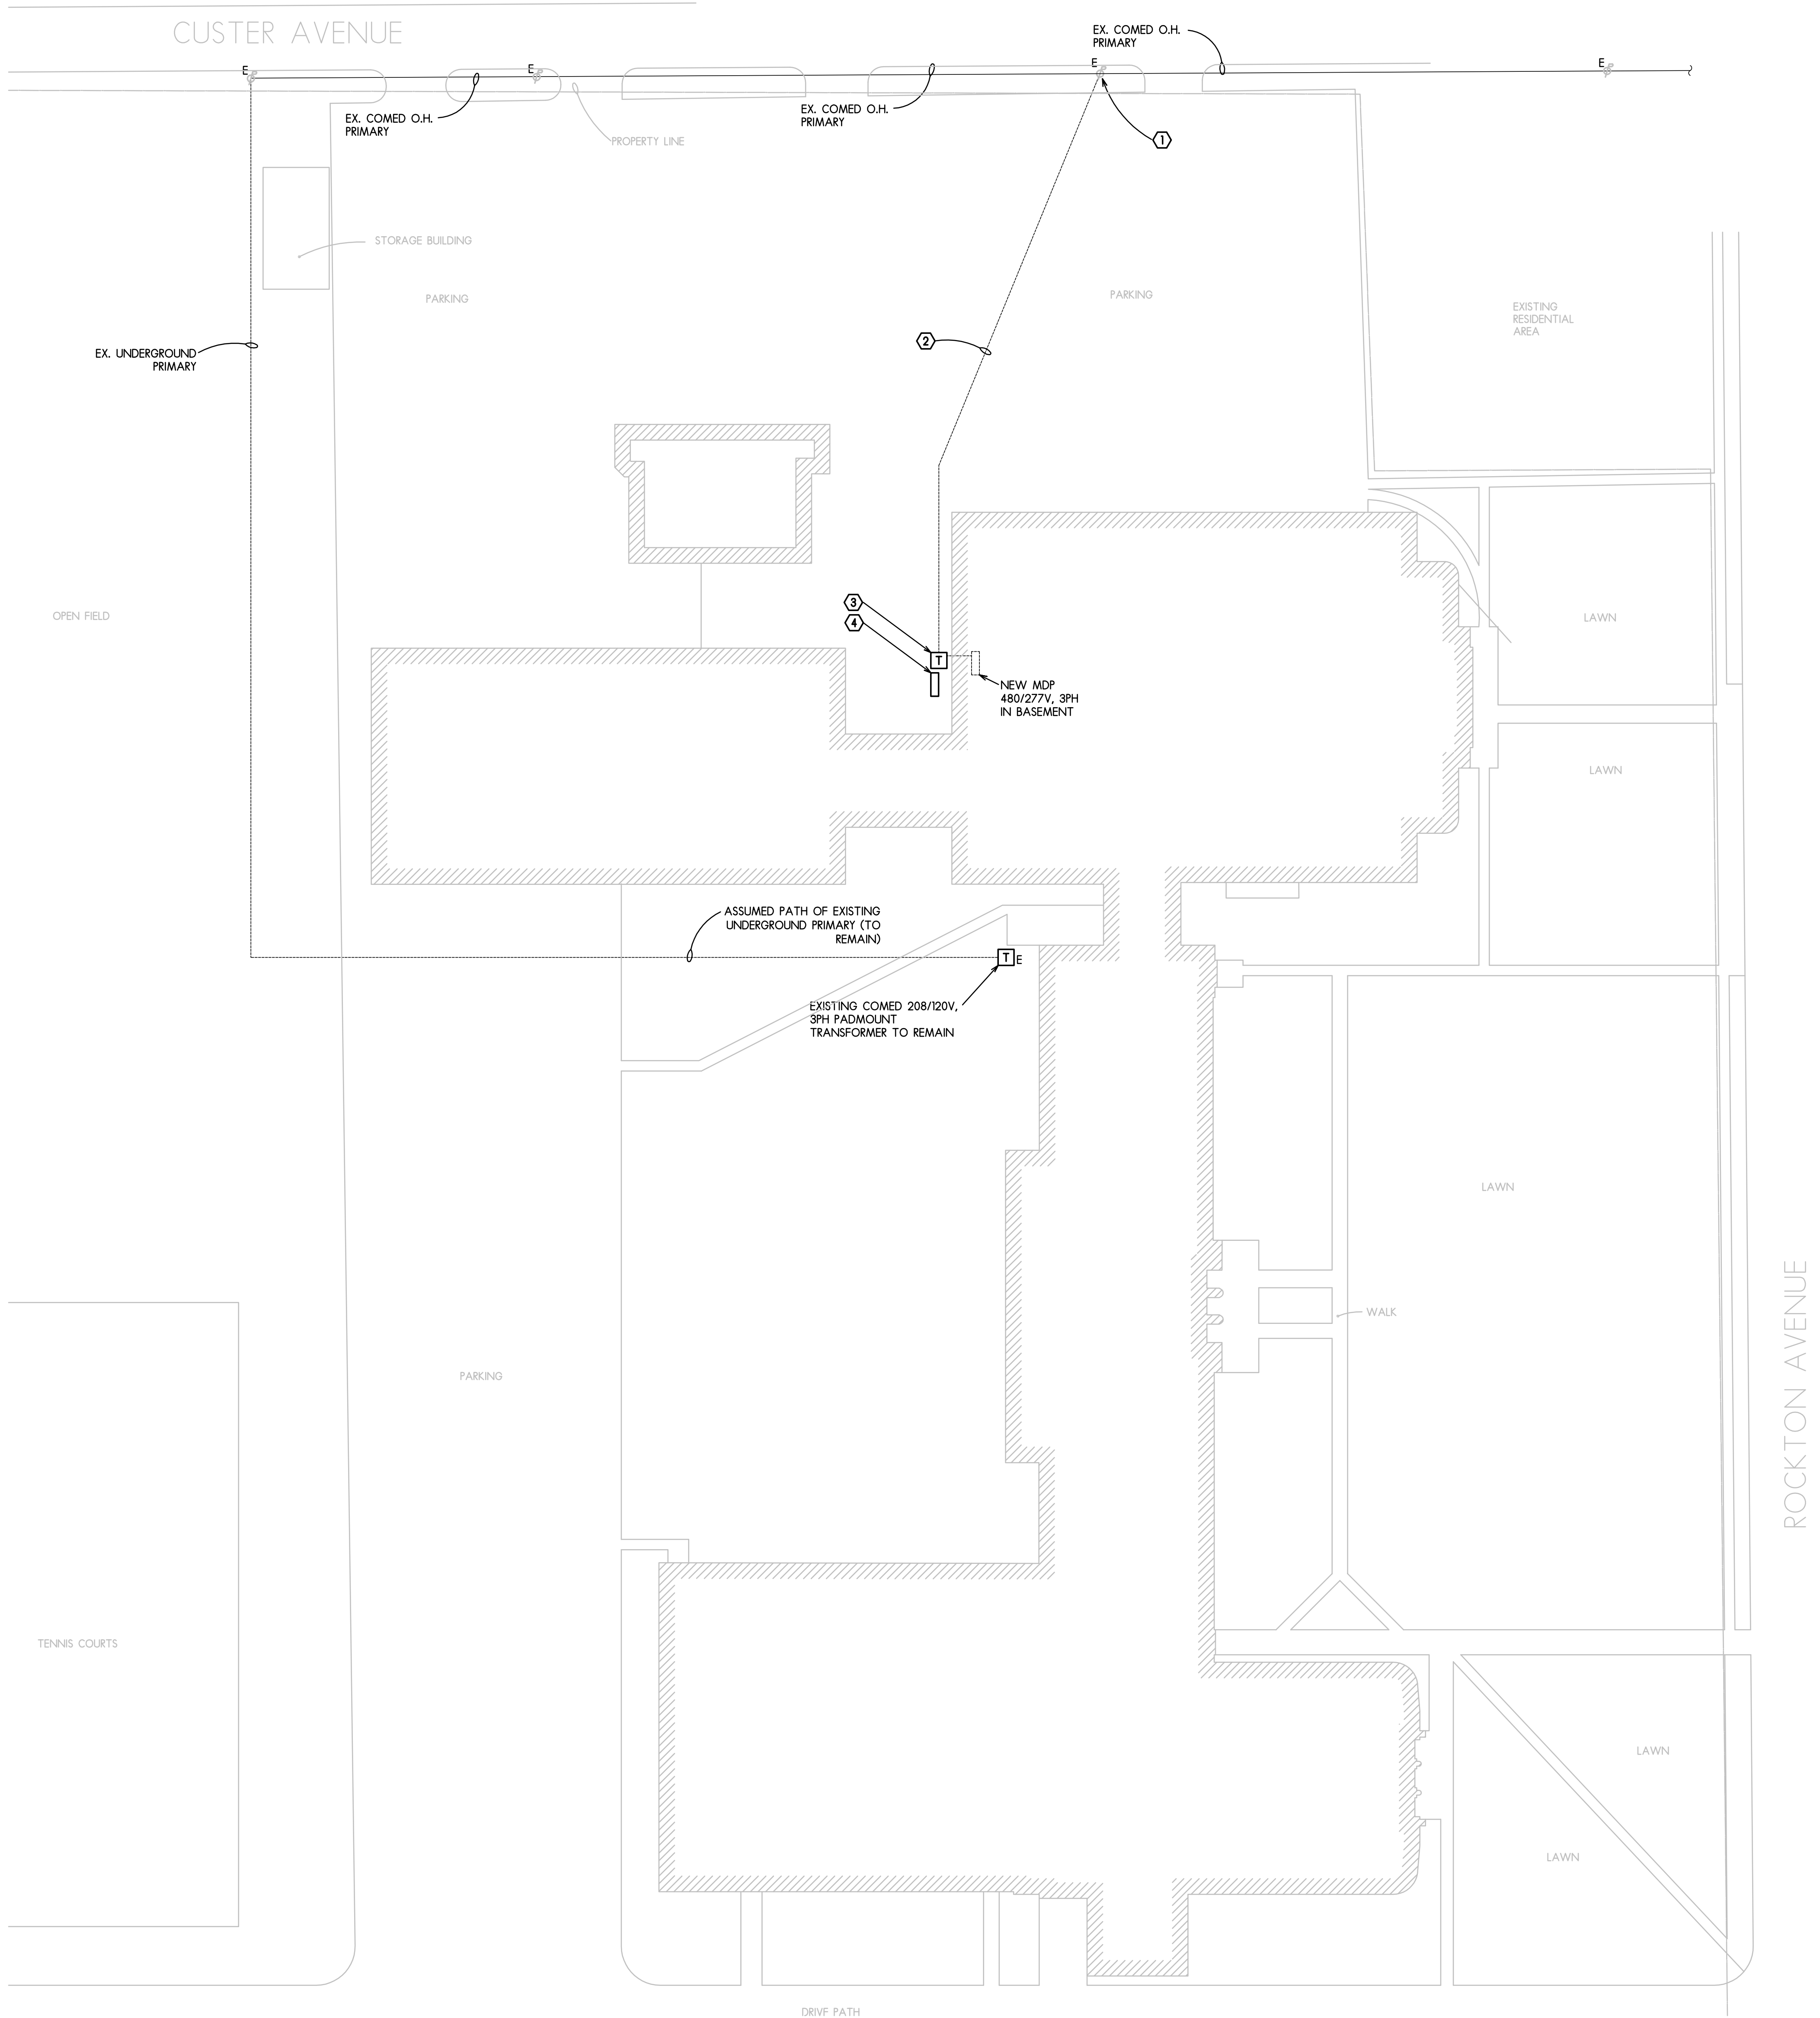 CUSTER AVENUE
EX. COMED O.H.
PRIMARY
E
E
E
E
EX. COMED O.H.
PRIMARY
EX. COMED O.H.
PRIMARY
PROPERTY LINE
1
STORAGE BUILDING
PARKING
PARKING
EXISTING
RESIDENTIAL
AREA
2
EX. UNDERGROUND
PRIMARY
3
4
OPEN FIELD
LAWN
T
NEW MDP
480/277V, 3PH
IN BASEMENT
LAWN
ASSUMED PATH OF EXISTING
UNDERGROUND PRIMARY (TO
REMAIN)
T E
EXISTING COMED 208/120V,
3PH PADMOUNT
TRANSFORMER TO REMAIN
LAWN
WALK
ROCKTON AVENUE
PARKING
TENNIS COURTS
LAWN
LAWN
DRIVE PATH